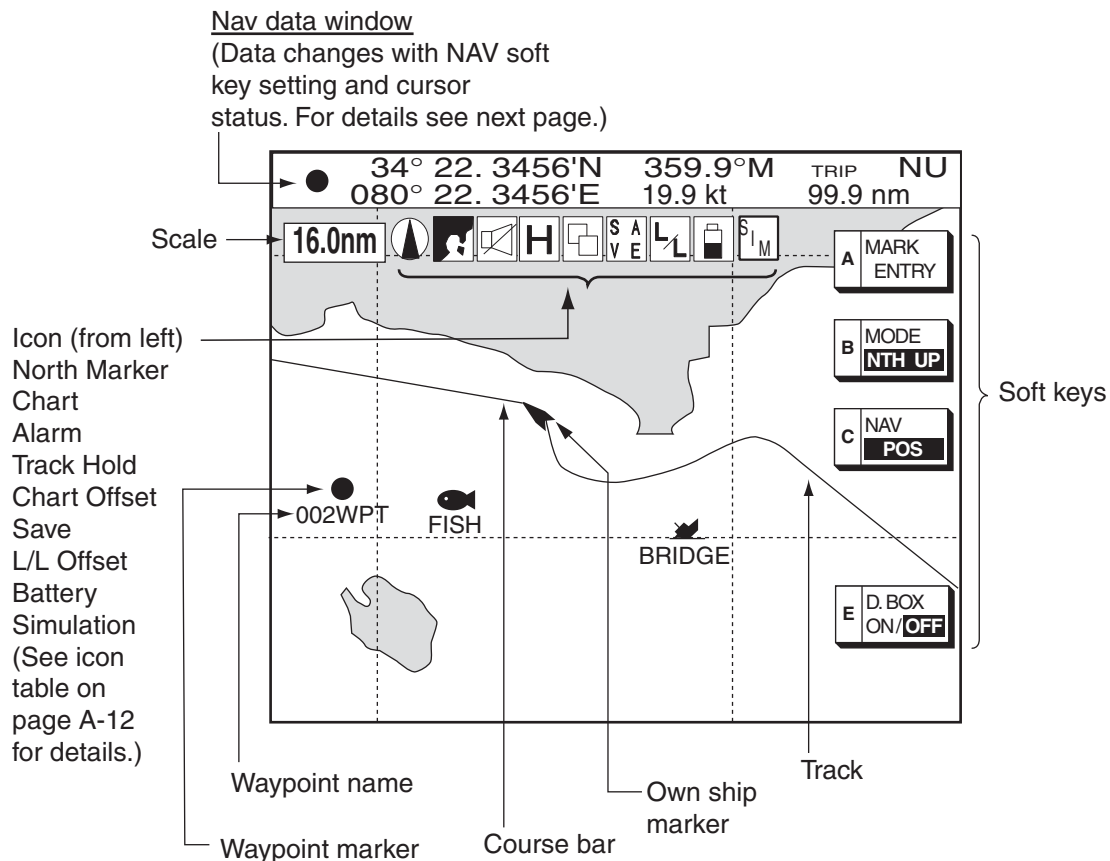 Nav data window
(Data changes with NAV soft
key setting and cursor
status. For details see next page.)
34° 22. 3456'N 359.9°M TRIP NU
080° 22. 3456'E 19.9 kt 99.9 nm
Scale
16.0nm
H
S A
V E
L/L
SIM
A MARK
ENTRY
B MODE
NTH UP
C NAV
POS
Soft keys
Icon (from left)
North Marker
Chart
Alarm
Track Hold
Chart Offset
Save
L/L Offset
Battery
Simulation
(See icon
table on
page A-12
for details.)
002WPT
FISH
BRIDGE
E D. BOX
ON/OFF
Waypoint name
Waypoint marker
Course bar
Own ship
marker
Track